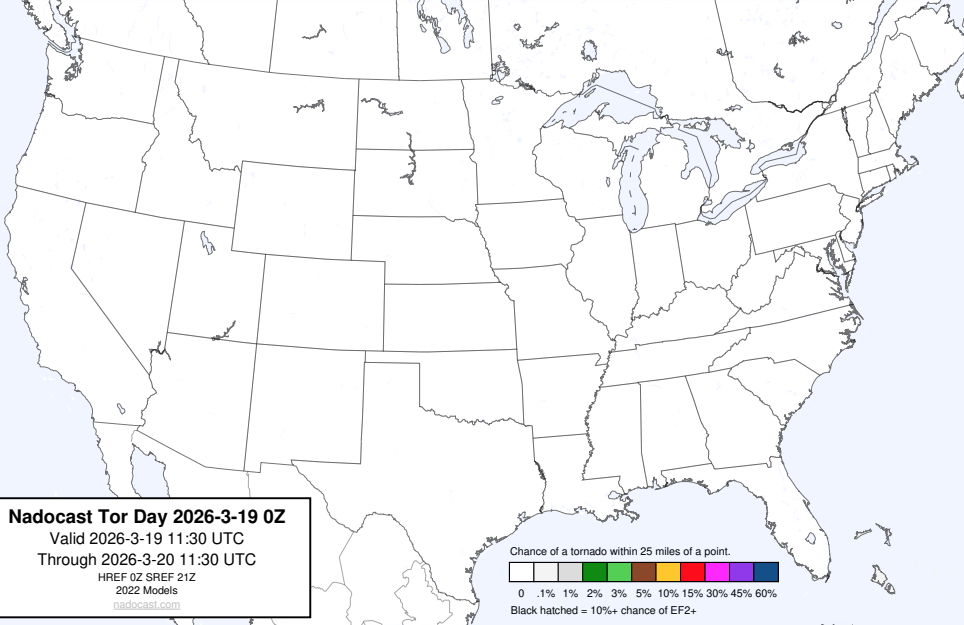 Nadocast Tor Day 2026-3-19 0Z
Valid 2026-3-19 11:30 UTC
Through 2026-3-20 11:30 UTC
HREF 0Z SREF 21Z
2022 Models
nadocast.com
Chance of a tornado within 25 miles of a point.
0 .1% 1% 2% 3% 5% 10% 15% 30% 45% 60%
Black hatched = 10%+ chance of EF2+